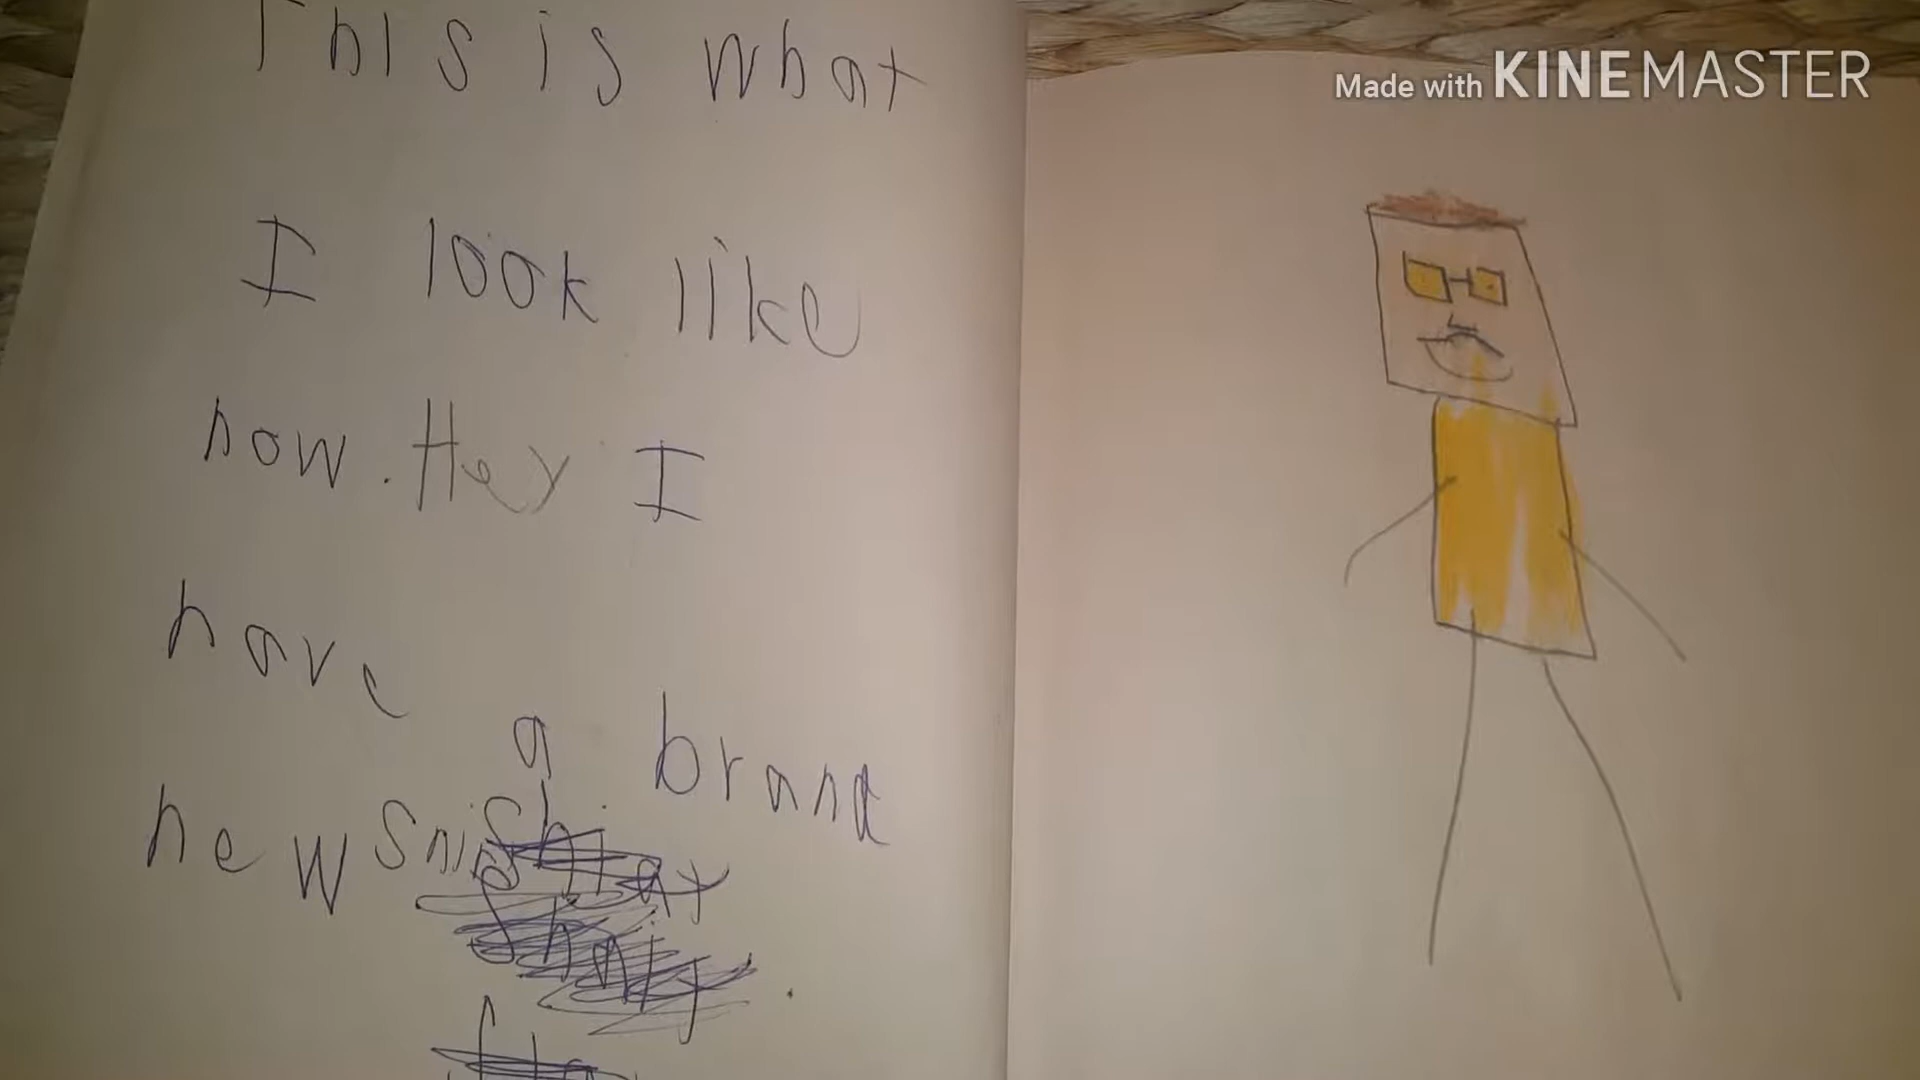 Made with KINEMASTER
This is what
I look like
now. Hey I
have
a brand
new